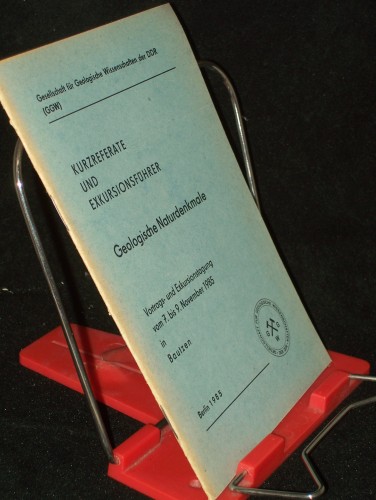 Gesellschaft für Geologische Wissenschaften der DDR
(GGW)
KURZREFERATE
UND
EXKURSIONSFÜHRER
Geologische Naturdenkmale
Vortrags- und Exkursionstagung
vom 7. bis 9. November 1985
in
Bautzen
Berlin 1985